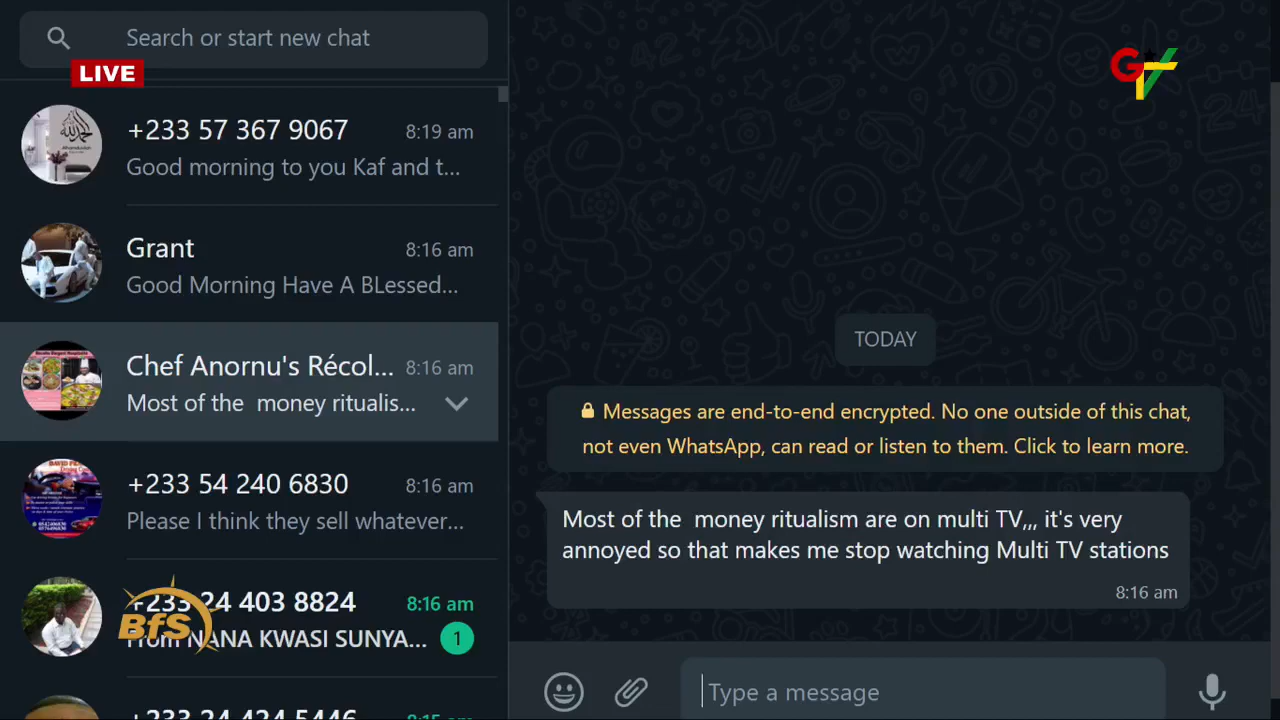 Search or start new chat
LIVE
GTV
+233 57 367 9067
8:19 am
Good morning to you Kaf and t...
Grant
8:16 am
Good Morning Have A BLessed...
Chef Anornu's Récol...
8:16 am
Most of the money ritualis...
+233 54 240 6830
8:16 am
Please I think they sell whatever...
+233 24 403 8824
8:16 am
From NANA KWASI SUNYA...
1
BfS
+233 24 424 5446
8:15 am
TODAY
Messages are end-to-end encrypted. No one outside of this chat,
not even WhatsApp, can read or listen to them. Click to learn more.
Most of the money ritualism are on multi TV,,, it's very
annoyed so that makes me stop watching Multi TV stations
8:16 am
Type a message